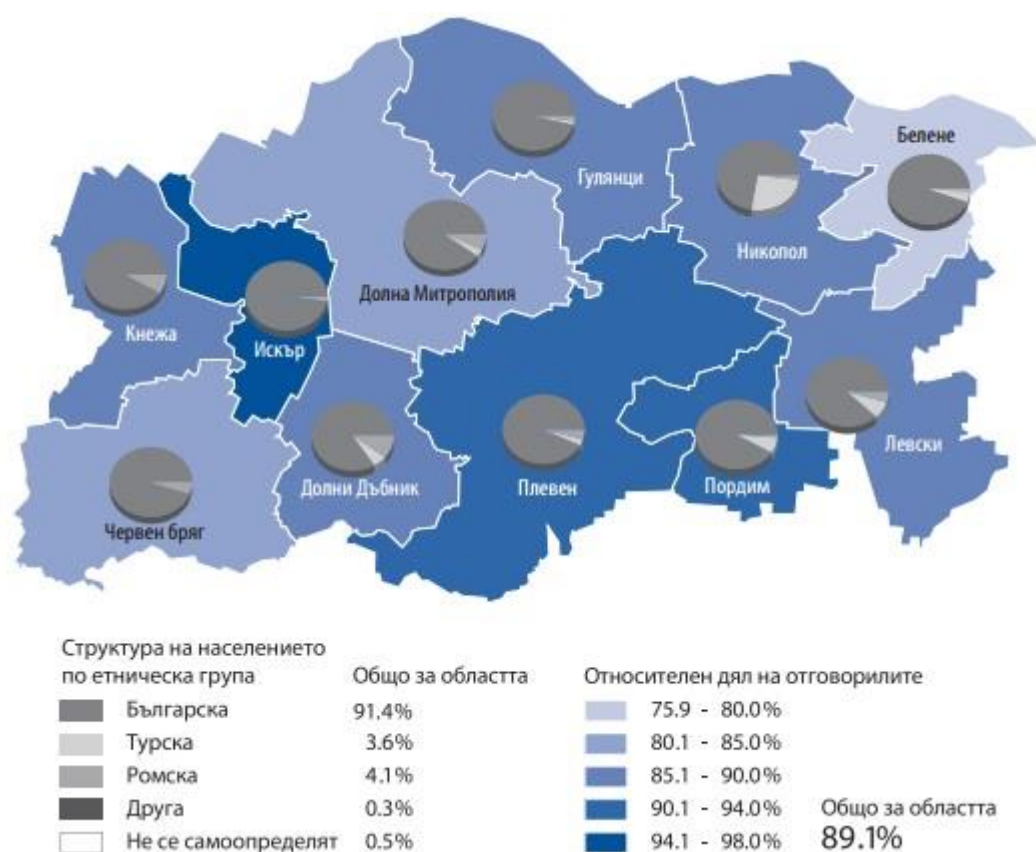 Белене
Гулянци
Никопол
Долна Митрополия
Кнежа
Искър
Левски
Долни Дъбник
Плевен
Пордим
Червен бряг
Структура на населението
по етническа група
Общо за областта
Българска 91,4%
Турска 3.6%
Ромска 4.1%
Друга 0.3%
Не се самоопределят 0.5%
Относителен дял на отговорилите
75.9 - 80.0%
80.1 - 85.0%
85.1 - 90.0%
90.1 - 94.0%
94.1 - 98.0%
Общо за областта
89.1%